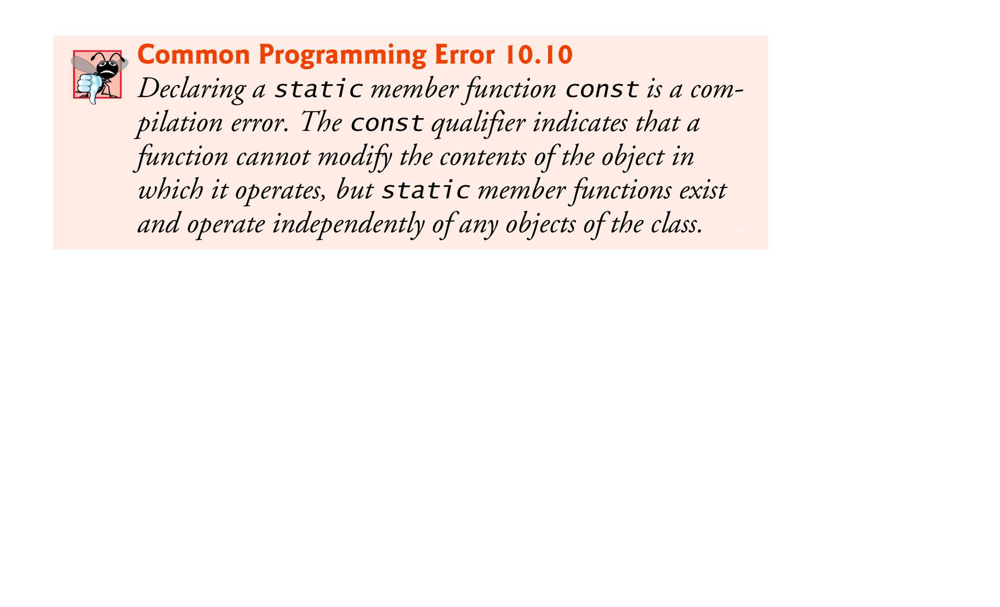 Common Programming Error 10.10
Declaring a static member function const is a com-
pilation error. The const qualifier indicates that a
function cannot modify the contents of the object in
which it operates, but static member functions exist
and operate independently of any objects of the class.